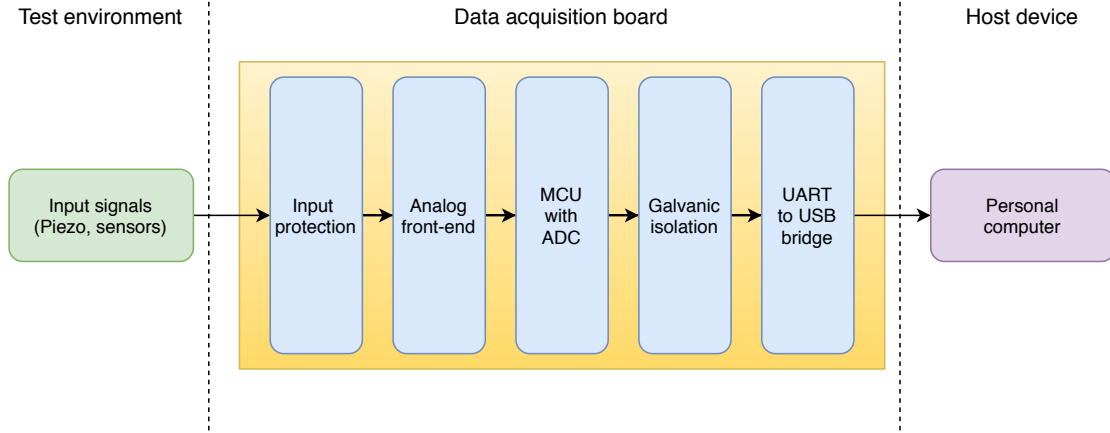 Test environment
Data acquisition board
Host device
Input signals
(Piezo, sensors)
Input
protection
Analog
front-end
MCU
with
ADC
Galvanic
isolation
UART
to USB
bridge
Personal
computer